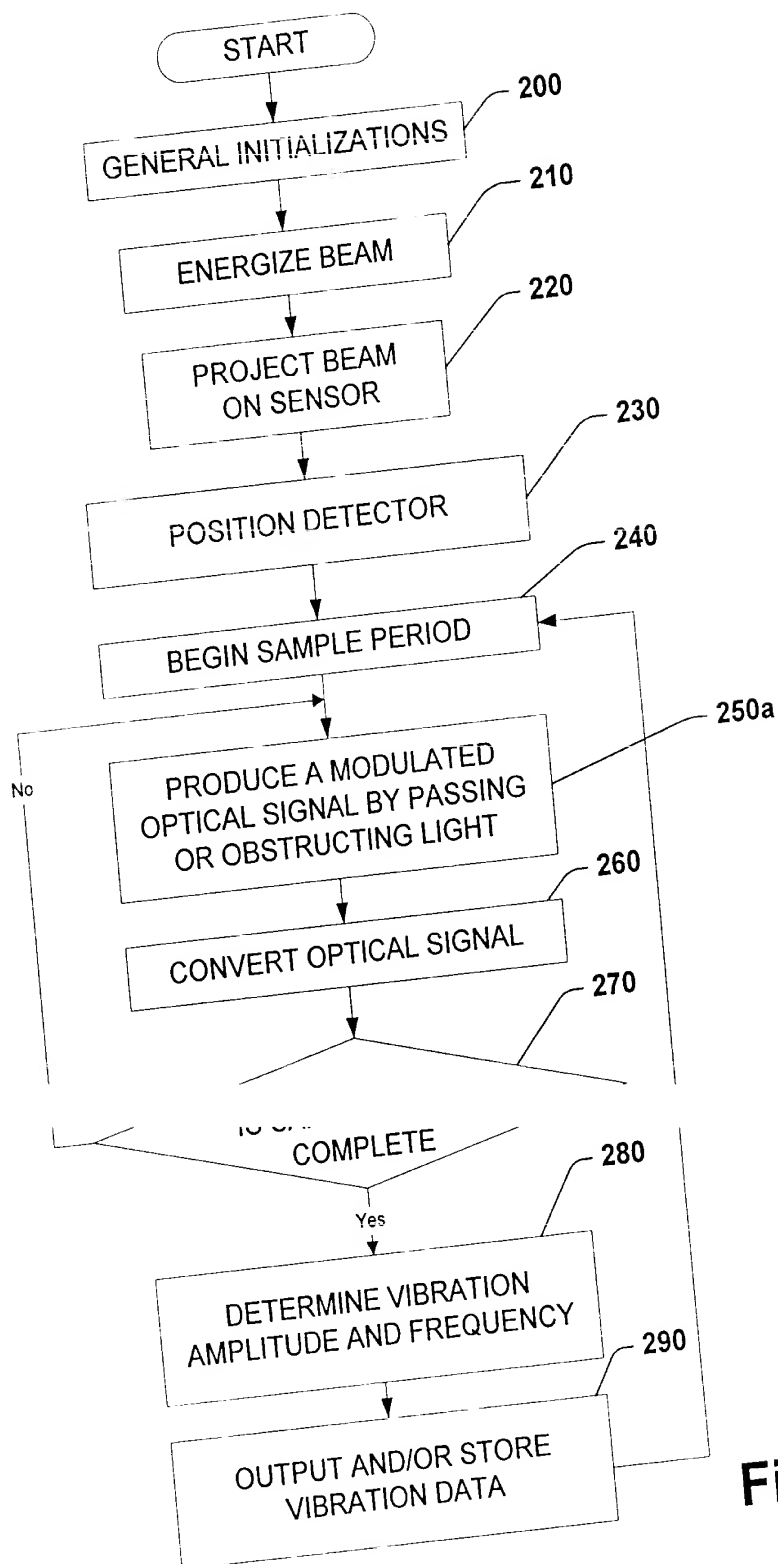 START
200
GENERAL INITIALIZATIONS
210
ENERGIZE BEAM
220
PROJECT BEAM
ON SENSOR
230
POSITION DETECTOR
240
BEGIN SAMPLE PERIOD
250a
No
PRODUCE A MODULATED
OPTICAL SIGNAL BY PASSING
OR OBSTRUCTING LIGHT
260
CONVERT OPTICAL SIGNAL
270
COMPLETE
280
Yes
DETERMINE VIBRATION
AMPLITUDE AND FREQUENCY
290
OUTPUT AND/OR STORE
VIBRATION DATA